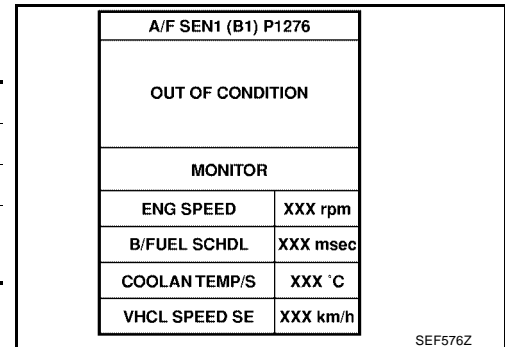 A/F SEN1 (B1) P1276
OUT OF CONDITION
MONITOR
ENG SPEED XXX rpm
B/FUEL SCHDL XXX msec
COOLAN TEMP/S XXX °C
VHCL SPEED SE XXX km/h
SEF576Z